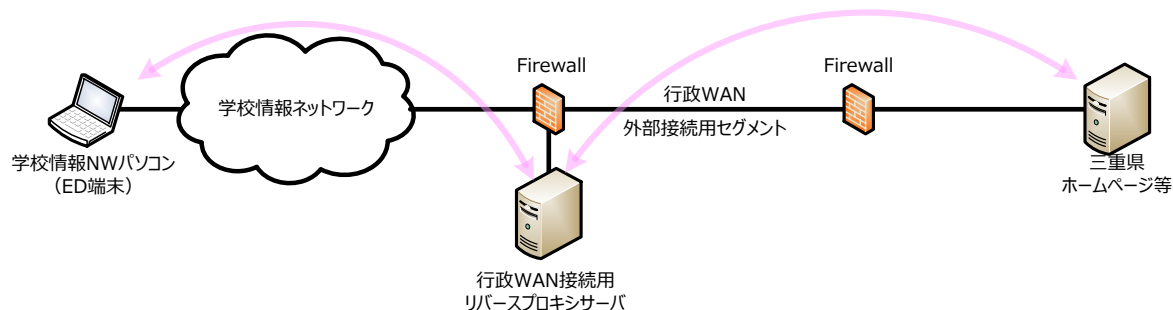 Firewall
Firewall
学校情報ネットワーク
行政WAN
外部接続用セグメント
学校情報NWパソコン
（ED端末）
三重県
ホームページ等
行政WAN接続用
リバースプロキシサーバ